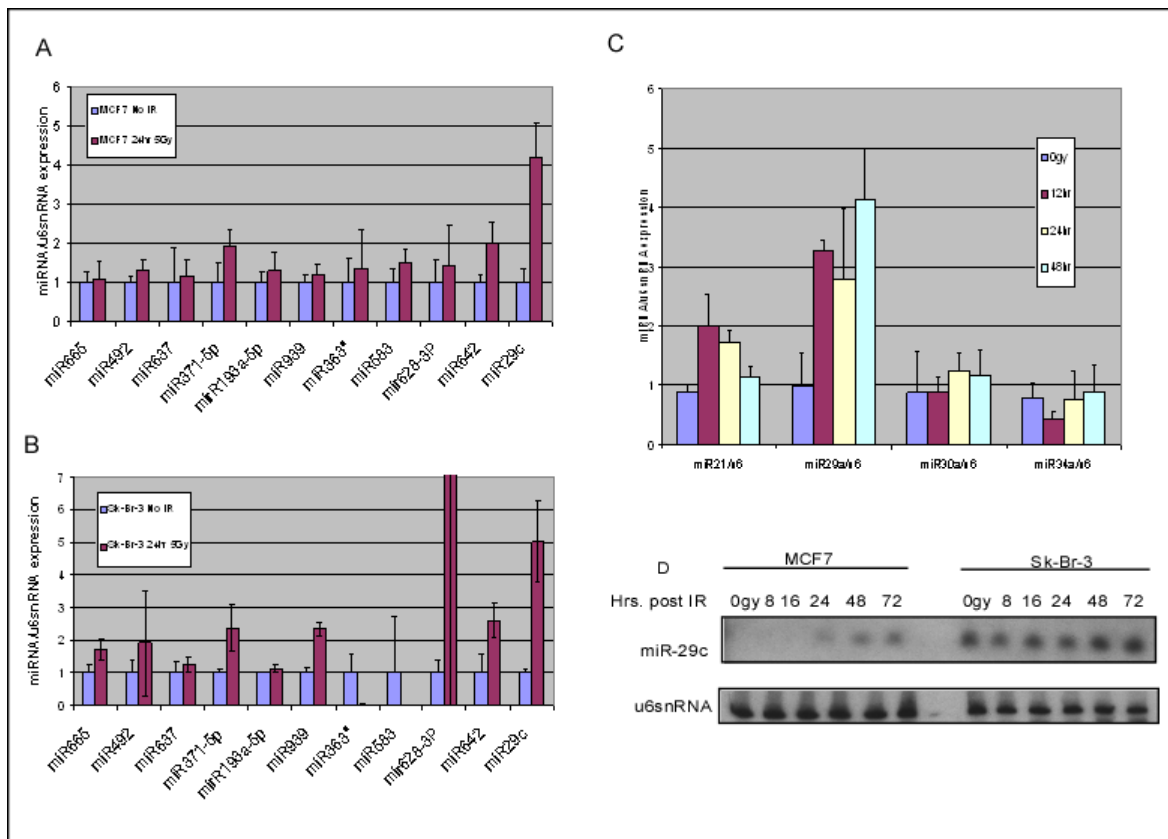 A
miRNA/u6snRNA expression
6
5
4
3
2
1
0
MCF7 No IR
MCF7 24hr 5Gy
miR665
miR492
miR637
miR371-5p
mirR193a-5p
miR939
miR363*
miR583
mir628-3P
miR642
miR29c
B
miRNA/u6snRNA expression
7
6
5
4
3
2
1
0
Sk-Br-3 No IR
Sk-Br-3 24hr 5Gy
miR665
miR492
miR637
miR371-5p
mirR193a-5p
miR939
miR363*
miR583
mir628-3P
miR642
miR29c
C
expression
6
5
4
3
2
1
0
0gy
12hr
24hr
48hr
miR21/u6
miR29a/u6
miR30a/u6
miR34a/u6
D
MCF7
Sk-Br-3
Hrs. post IR 0gy 8 16 24 48 72 0gy 8 16 24 48 72
miR-29c
u6snRNA